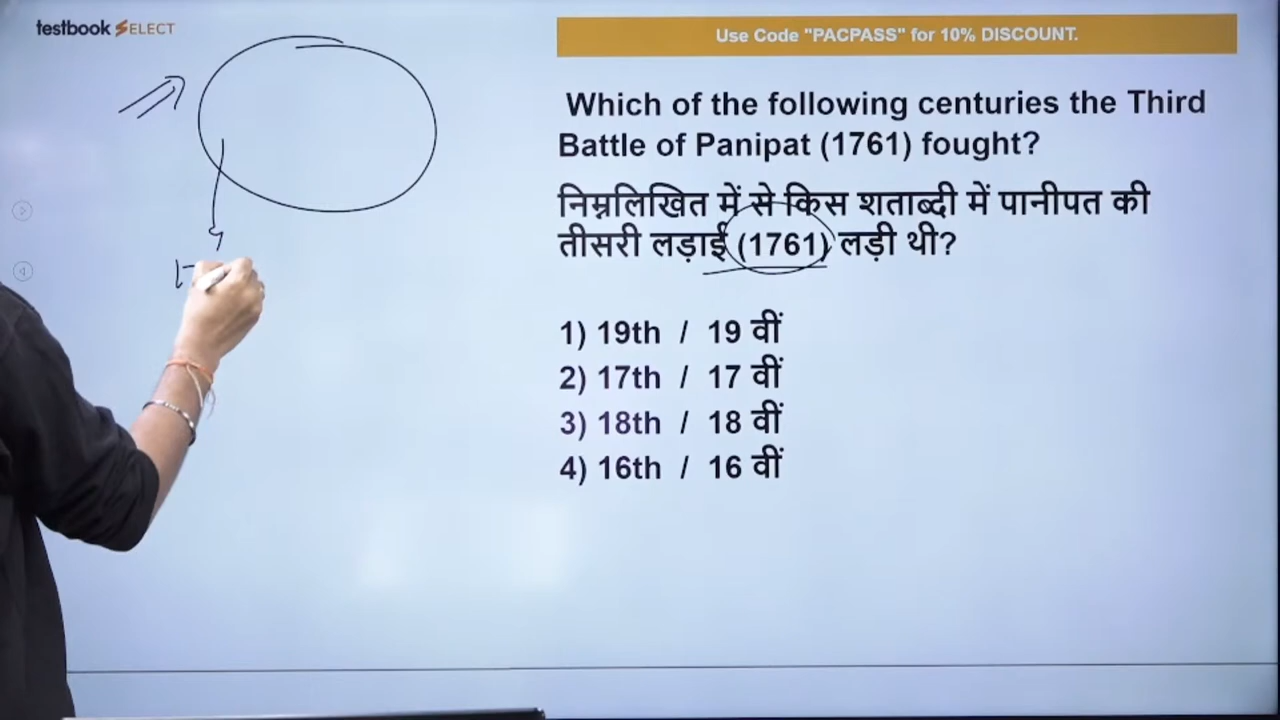 testbook SELECT
Use Code "PACPASS" for 10% DISCOUNT.
Which of the following centuries the Third
Battle of Panipat (1761) fought?
निम्नलिखित में से किस शताब्दी में पानीपत की
तीसरी लड़ाई (1761) लड़ी थी?
1) 19th / 19 वीं
2) 17th / 17 वीं
3) 18th / 18 वीं
4) 16th / 16 वीं